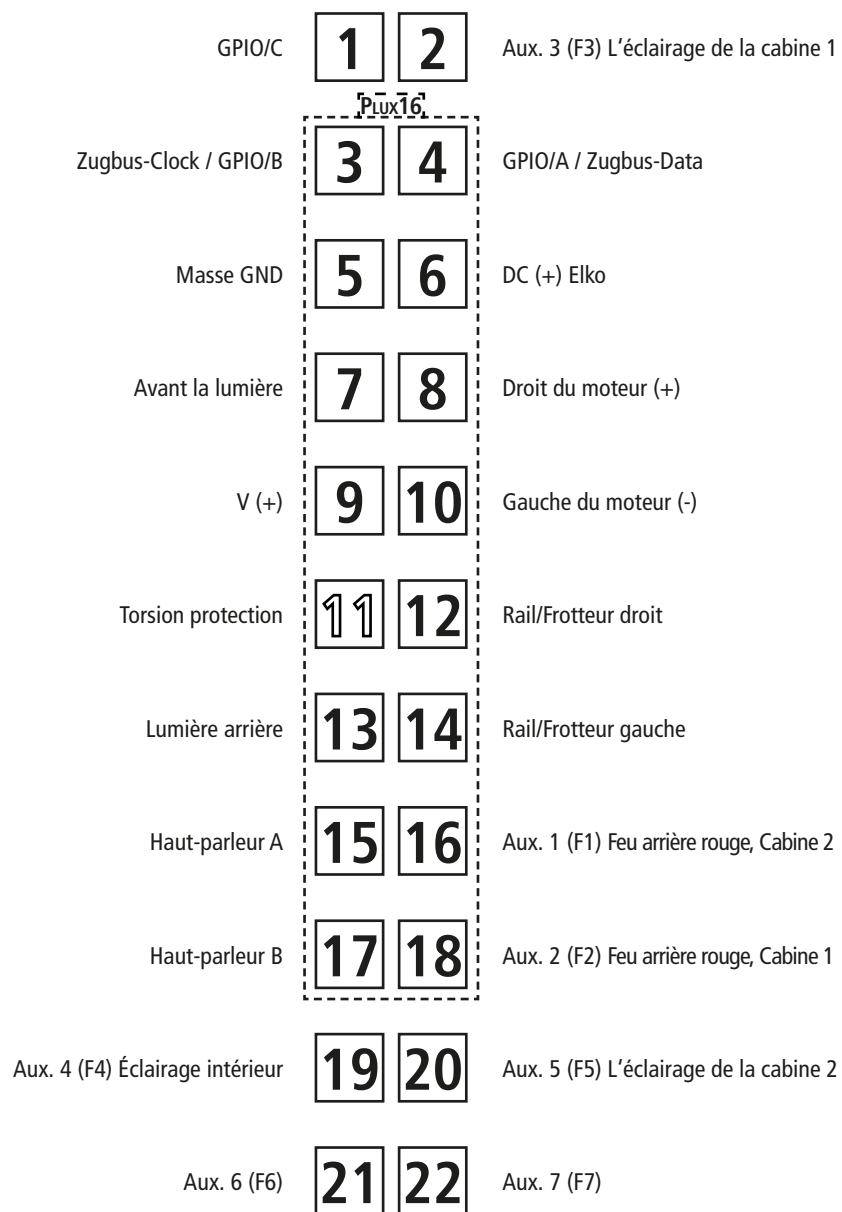 GPIO/C 1 2 Aux. 3 (F3) L'éclairage de la cabine 1
PLUX16
Zugbus-Clock / GPIO/B 3 4 GPIO/A / Zugbus-Data
Masse GND 5 6 DC (+) Elko
Avant la lumière 7 8 Droit du moteur (+)
V (+) 9 10 Gauche du moteur (-)
Torsion protection 11 12 Rail/Frotteur droit
Lumière arrière 13 14 Rail/Frotteur gauche
Haut-parleur A 15 16 Aux. 1 (F1) Feu arrière rouge, Cabine 2
Haut-parleur B 17 18 Aux. 2 (F2) Feu arrière rouge, Cabine 1
Aux. 4 (F4) Éclairage intérieur 19 20 Aux. 5 (F5) L'éclairage de la cabine 2
Aux. 6 (F6) 21 22 Aux. 7 (F7)